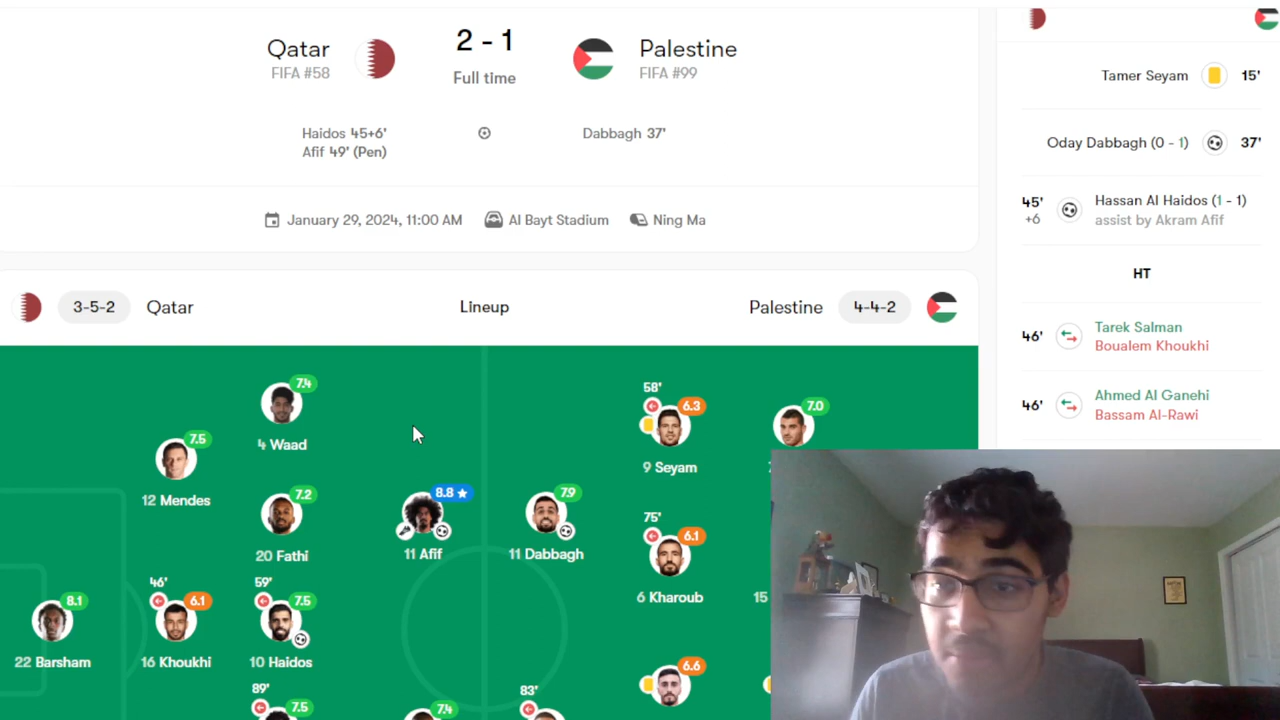 Qatar
FIFA #58
2 - 1
Full time
Palestine
FIFA #99
Haidos 45+6'
Afif 49' (Pen)
Dabbagh 37'
January 29, 2024, 11:00 AM
Al Bayt Stadium
Ning Ma
3-5-2
Qatar
Lineup
Palestine
4-4-2
7.4
4 Waad
7.5
12 Mendes
7.2
20 Fathi
8.8
11 Afif
7.9
11 Dabbagh
58'
6.3
9 Seyam
7.0
75'
6.1
6 Kharoub
15
8.1
22 Barsham
46'
6.1
16 Khoukhi
59'
7.5
10 Haidos
89'
7.5
7.4
83'
6.6
Tamer Seyam
15'
Oday Dabbagh (0 - 1)
37'
45'
+6
Hassan Al Haidos (1 - 1)
assist by Akram Afif
HT
46'
Tarek Salman
Boualem Khoukhi
46'
Ahmed Al Ganehi
Bassam Al-Rawi